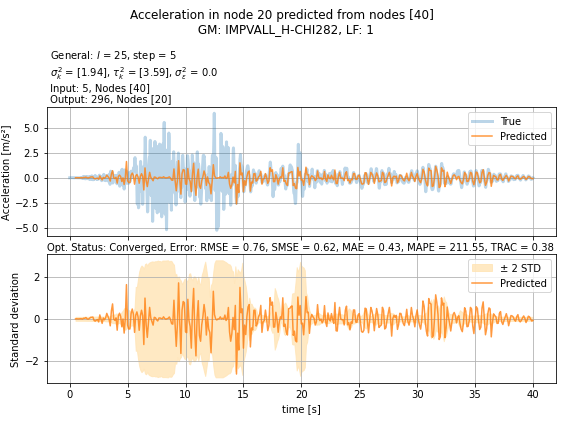 Acceleration in node 20 predicted from nodes [40]
GM: IMPVALL_H-CHI282, LF: 1
General: l = 25, step = 5
σ²ₖ = [1.94], τ²ₖ = [3.59], σ²ε = 0.0
Input: 5, Nodes [40]
Output: 296, Nodes [20]
Acceleration [m/s²]
5.0
2.5
0.0
−2.5
−5.0
True
Predicted
Opt. Status: Converged, Error: RMSE = 0.76, SMSE = 0.62, MAE = 0.43, MAPE = 211.55, TRAC = 0.38
Standard deviation
2
0
−2
± 2 STD
Predicted
0 5 10 15 20 25 30 35 40
time [s]